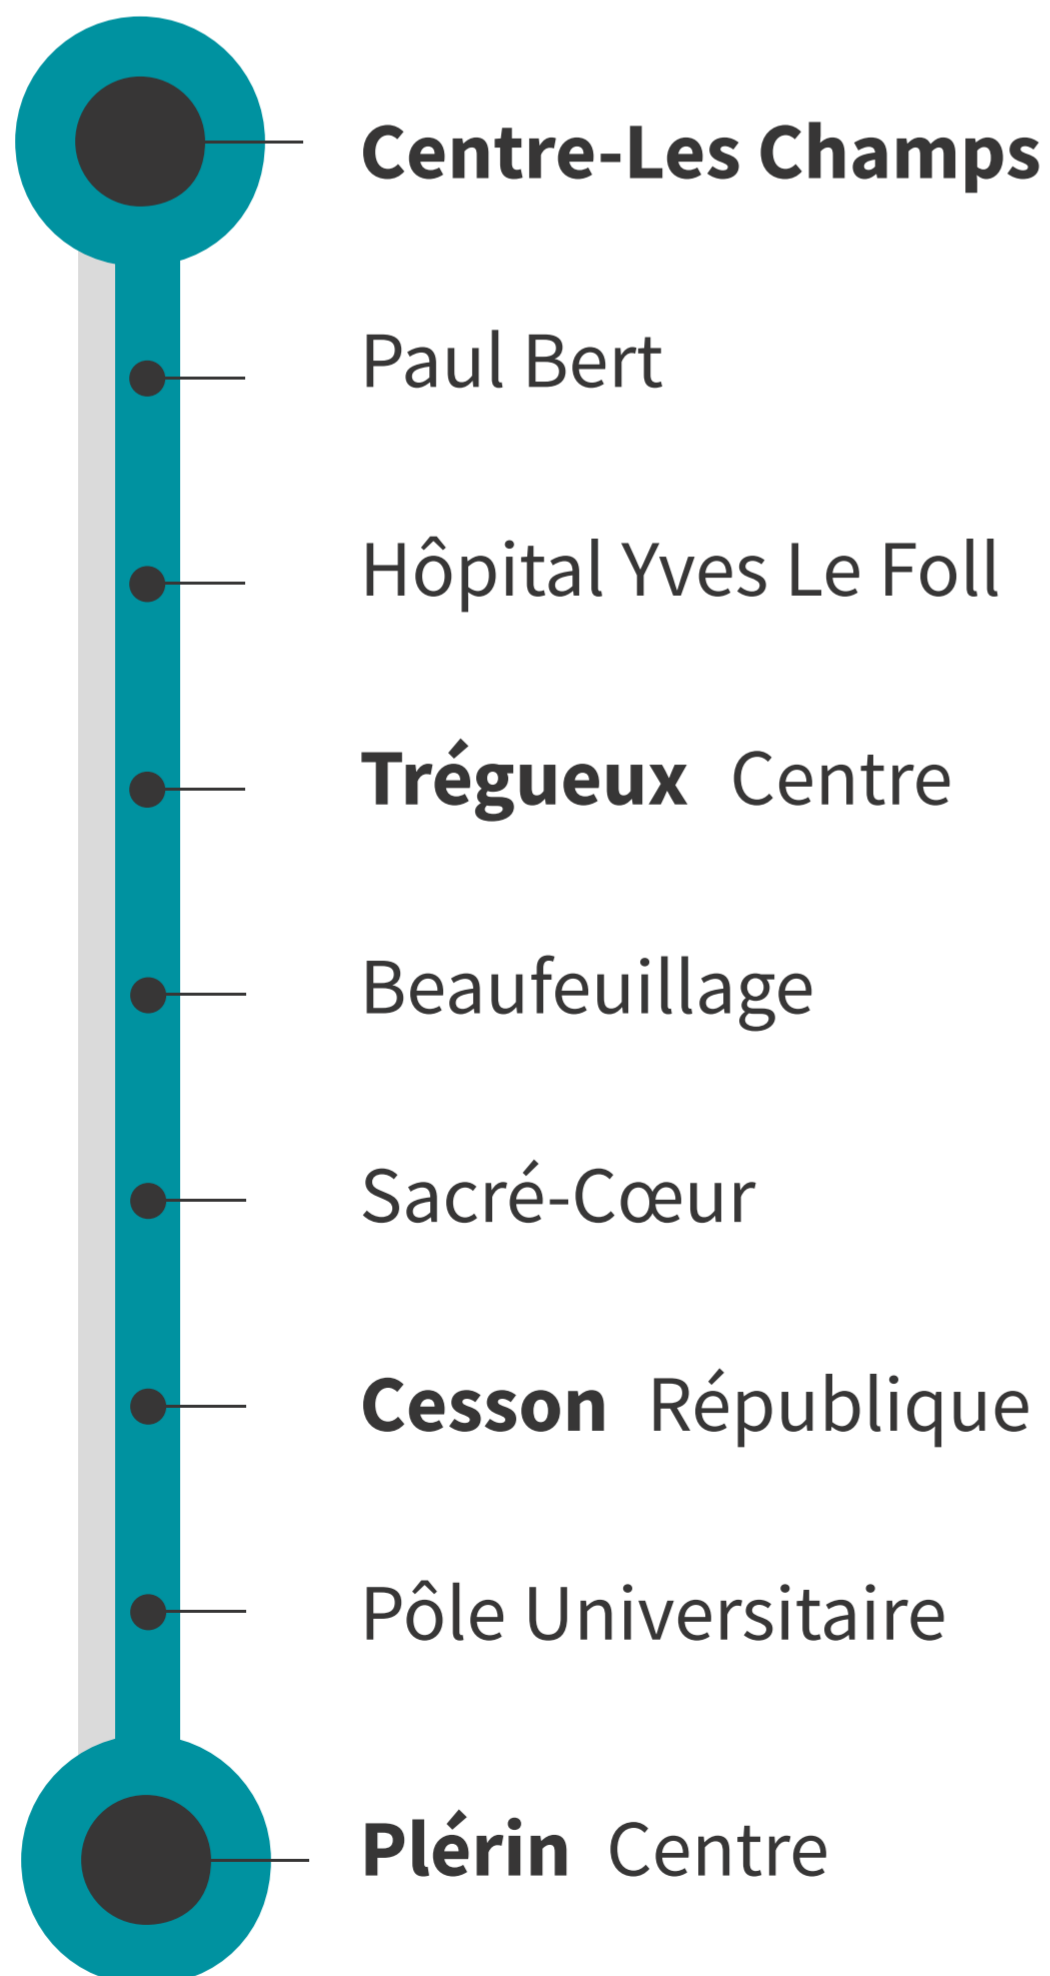 Centre-Les Champs
Paul Bert
Hôpital Yves Le Foll
Trégueux Centre
Beaufeuillage
Sacré-Cœur
Cesson République
Pôle Universitaire
Plérin Centre